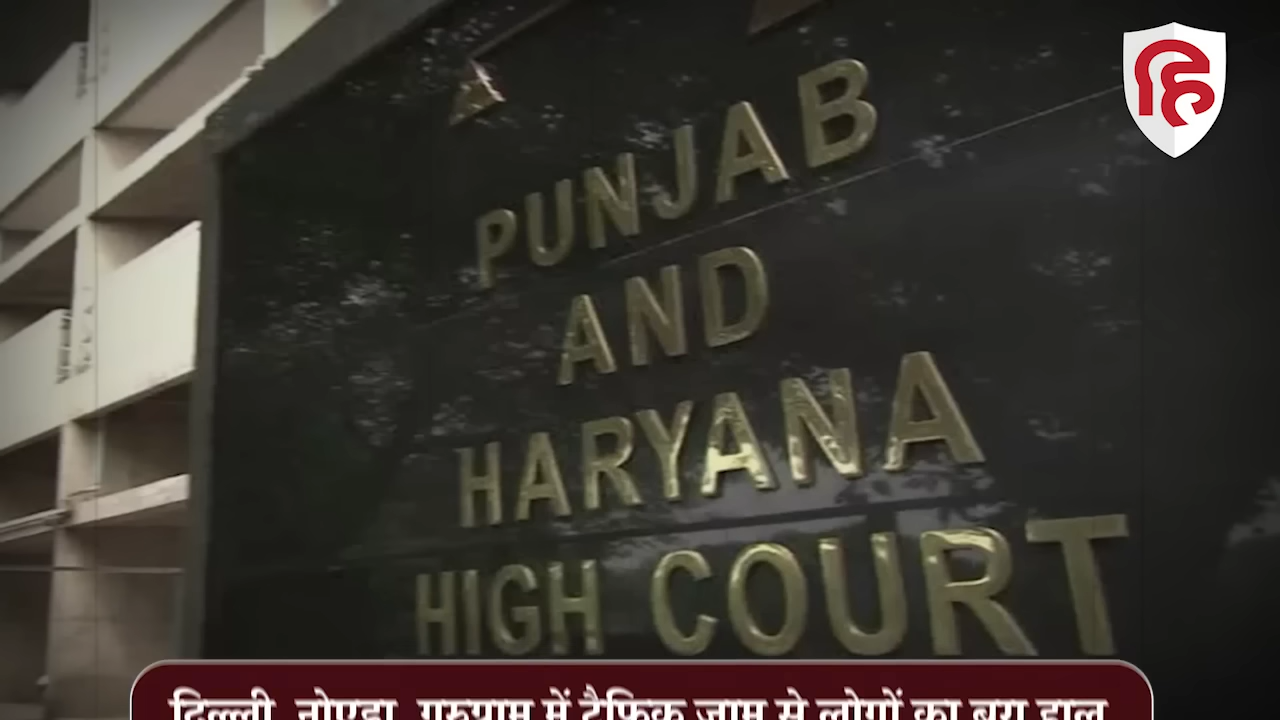 PUNJAB
AND
HARYANA
HIGH COURT
हि
दिल्ली, नोएडा, गुरुग्राम में ट्रैफिक जाम से लोगों का बुरा हाल